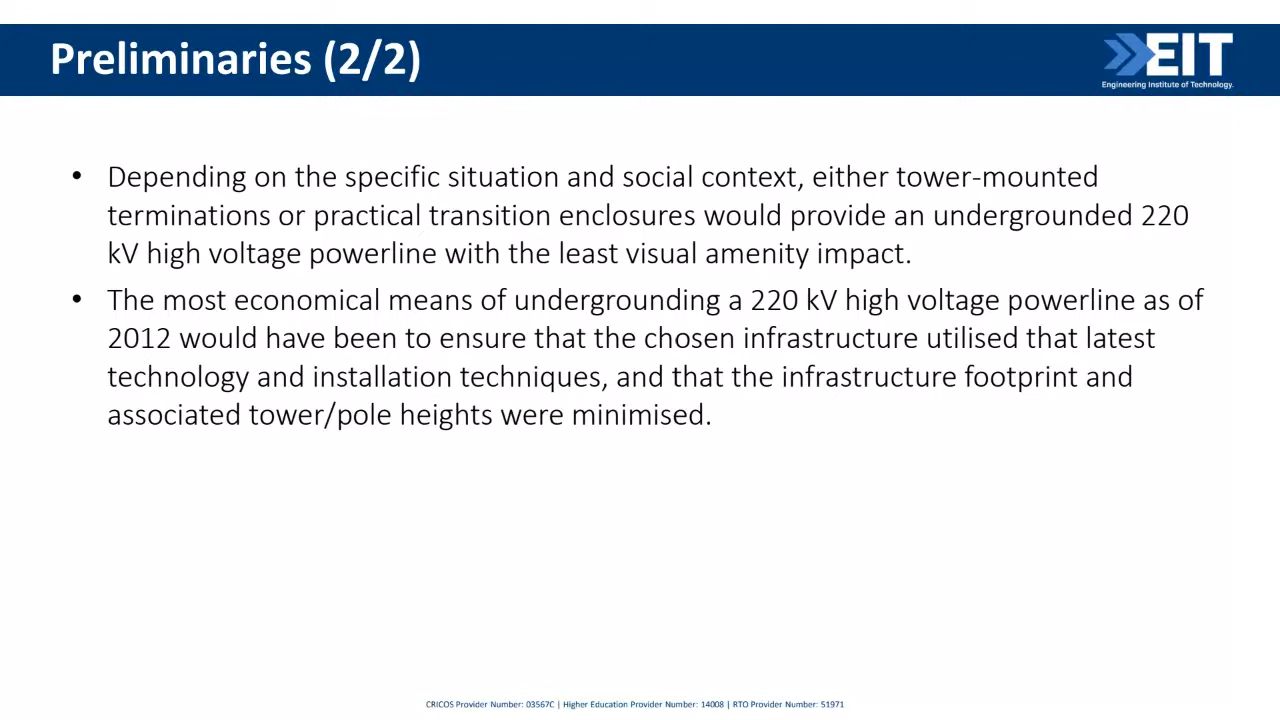 Preliminaries (2/2)
EIT
Engineering Institute of Technology.
• Depending on the specific situation and social context, either tower-mounted
terminations or practical transition enclosures would provide an undergrounded 220
kV high voltage powerline with the least visual amenity impact.
• The most economical means of undergrounding a 220 kV high voltage powerline as of
2012 would have been to ensure that the chosen infrastructure utilised that latest
technology and installation techniques, and that the infrastructure footprint and
associated tower/pole heights were minimised.
CRICOS Provider Number: 03567C | Higher Education Provider Number: 14008 | RTO Provider Number: 51971